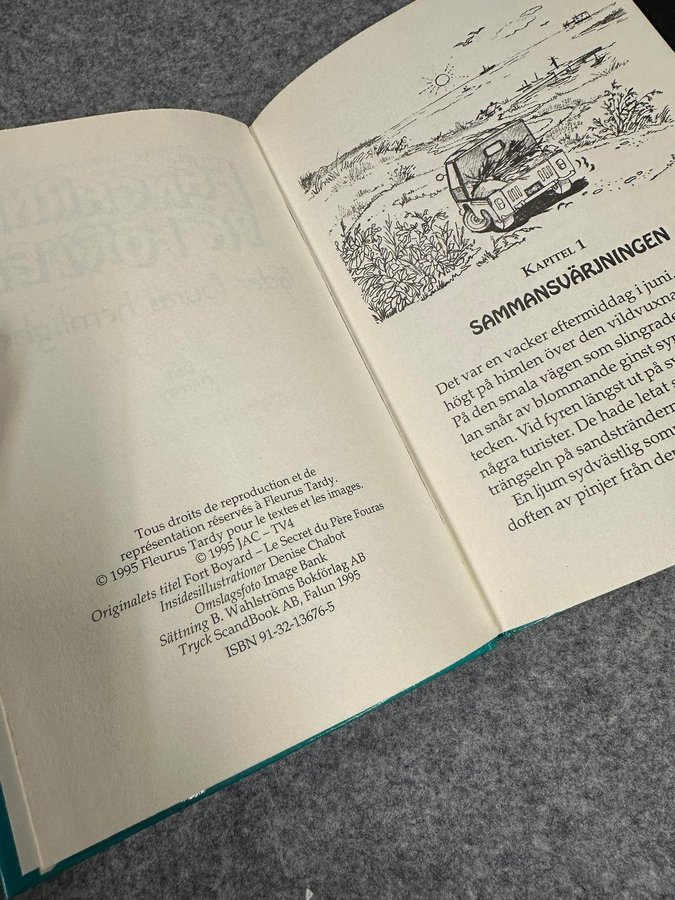 Tous droits de reproduction et de
représentation réservés à Fleurus Tardy.
© 1995 Fleurus Tardy pour le textes et les images.
© 1995 JAC – TV4
Originalets titel Fort Boyard – Le Secret du Père Fouras
Insidesillustrationer Denise Chabot
Omslagsfoto Image Bank
Sättning B. Wahlströms Bokförlag AB
Tryck ScandBook AB, Falun 1995
ISBN 91-32-13676-5
KAPITEL 1
SAMMANSVÄRJNINGEN
Det var en vacker eftermiddag i juni.
högt på himlen över den vildvuxna
På den smala vägen som slingrade
lan snår av blommande ginst syn
tecken. Vid fyren längst ut på
några turister. De hade letat
trängseln på sandstränder
En ljum sydvästlig som
doften av pinjer från der